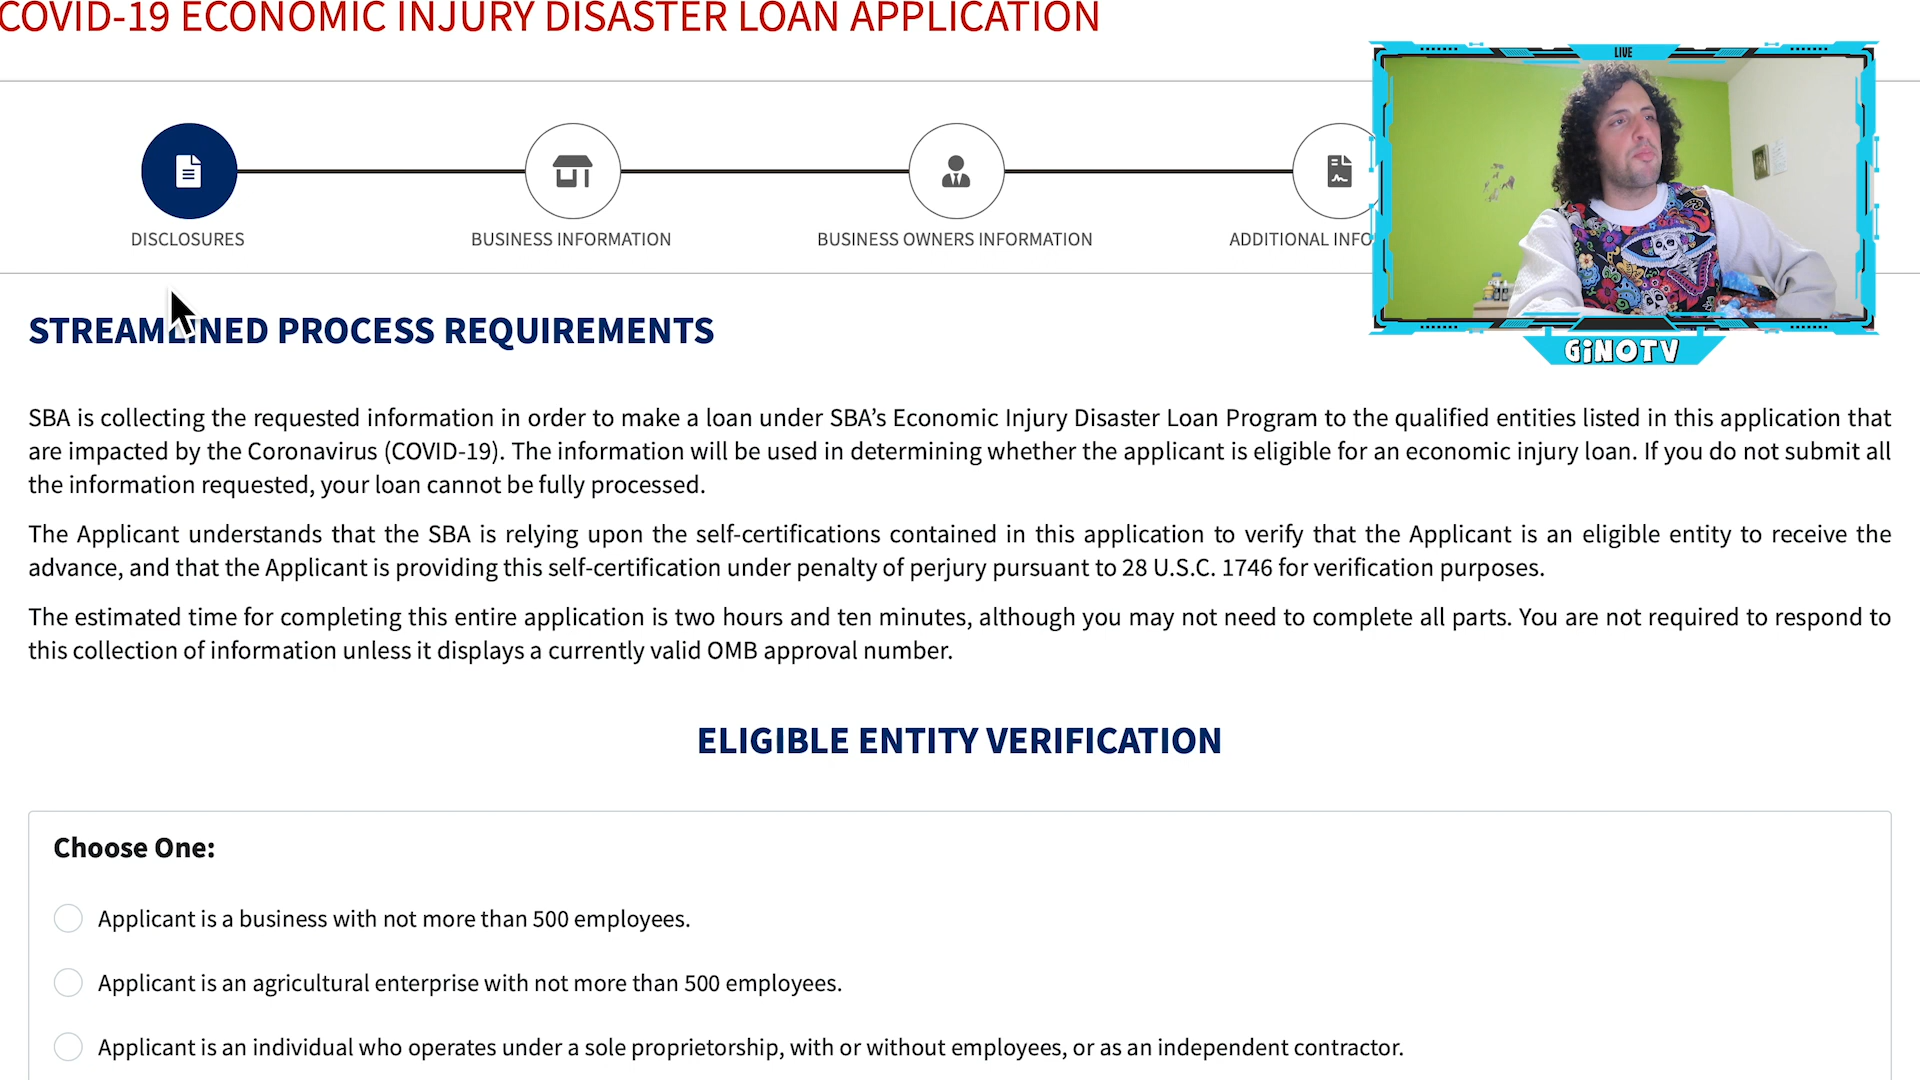 COVID-19 ECONOMIC INJURY DISASTER LOAN APPLICATION
LIVE
DISCLOSURES
BUSINESS INFORMATION
BUSINESS OWNERS INFORMATION
ADDITIONAL INFO
GiNOTV
STREAMLINED PROCESS REQUIREMENTS
SBA is collecting the requested information in order to make a loan under SBA's Economic Injury Disaster Loan Program to the qualified entities listed in this application that
are impacted by the Coronavirus (COVID-19). The information will be used in determining whether the applicant is eligible for an economic injury loan. If you do not submit all
the information requested, your loan cannot be fully processed.
The Applicant understands that the SBA is relying upon the self-certifications contained in this application to verify that the Applicant is an eligible entity to receive the
advance, and that the Applicant is providing this self-certification under penalty of perjury pursuant to 28 U.S.C. 1746 for verification purposes.
The estimated time for completing this entire application is two hours and ten minutes, although you may not need to complete all parts. You are not required to respond to
this collection of information unless it displays a currently valid OMB approval number.
ELIGIBLE ENTITY VERIFICATION
Choose One:
Applicant is a business with not more than 500 employees.
Applicant is an agricultural enterprise with not more than 500 employees.
Applicant is an individual who operates under a sole proprietorship, with or without employees, or as an independent contractor.